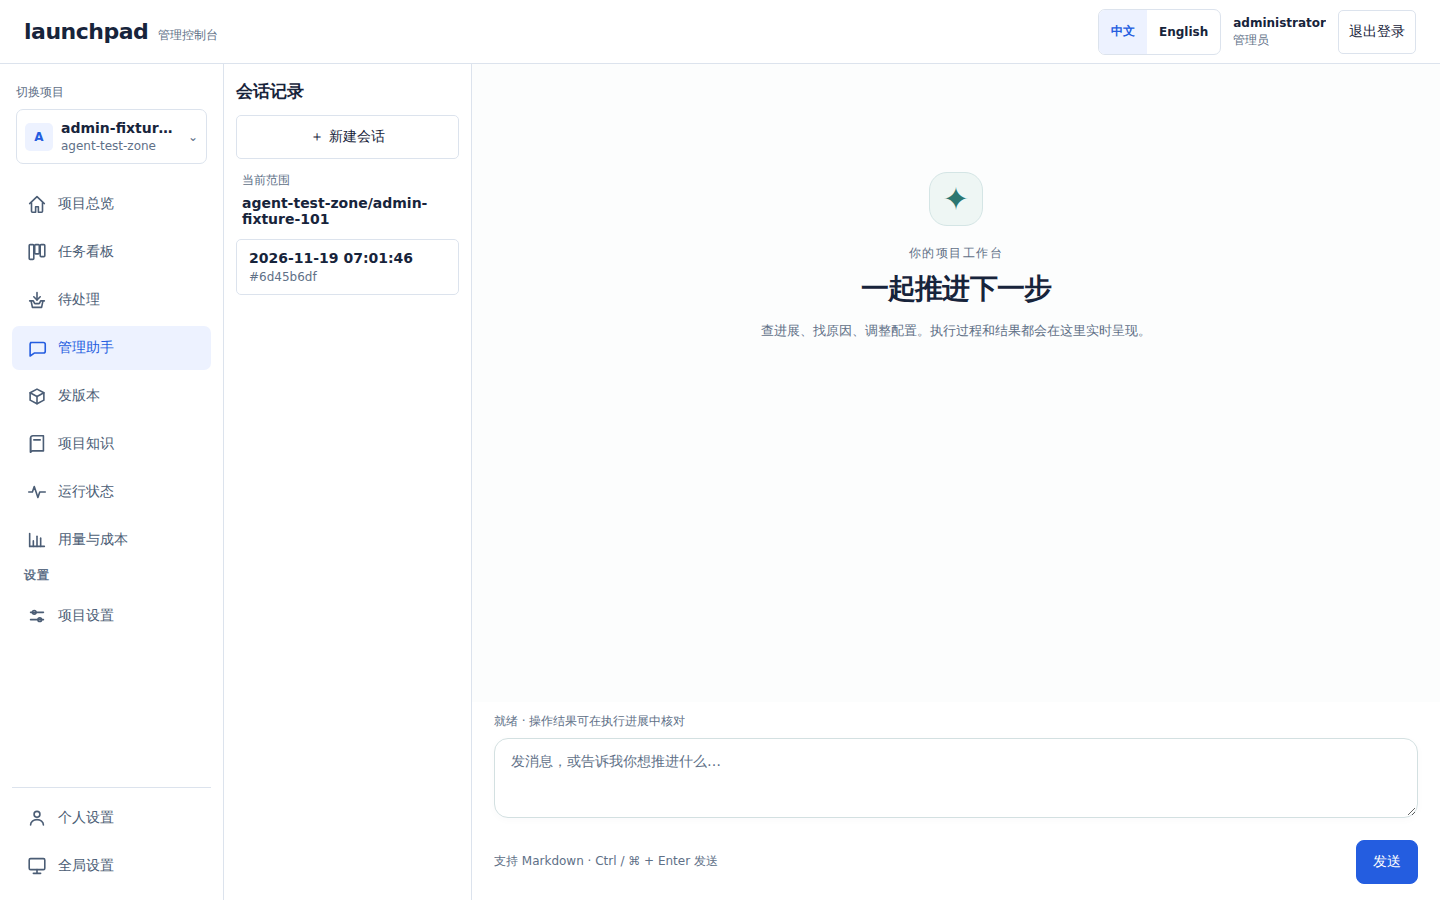 launchpad 管理控制台
中文 English
administrator
管理员
退出登录
切换项目
A
admin-fixtur...
agent-test-zone
项目总览
任务看板
待处理
管理助手
发版本
项目知识
运行状态
用量与成本
设置
项目设置
个人设置
全局设置
会话记录
+ 新建会话
当前范围
agent-test-zone/admin-
fixture-101
2026-11-19 07:01:46
#6d45b6df
你的项目工作台
一起推进下一步
查进展、找原因、调整配置。执行过程和结果都会在这里实时呈现。
就绪 · 操作结果可在执行进展中核对
发消息，或告诉我你想推进什么...
支持 Markdown · Ctrl / ⌘ + Enter 发送
发送